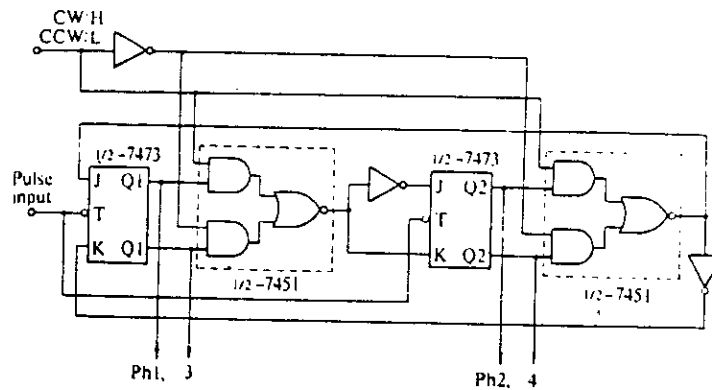 CW:H
CCW:L
1/2-7473
1/2-7473
Pulse
input
J Q1
T
K Q1
1/2-7451
J Q2
T
K Q2
1/2-7451
Ph1, 3
Ph2, 4